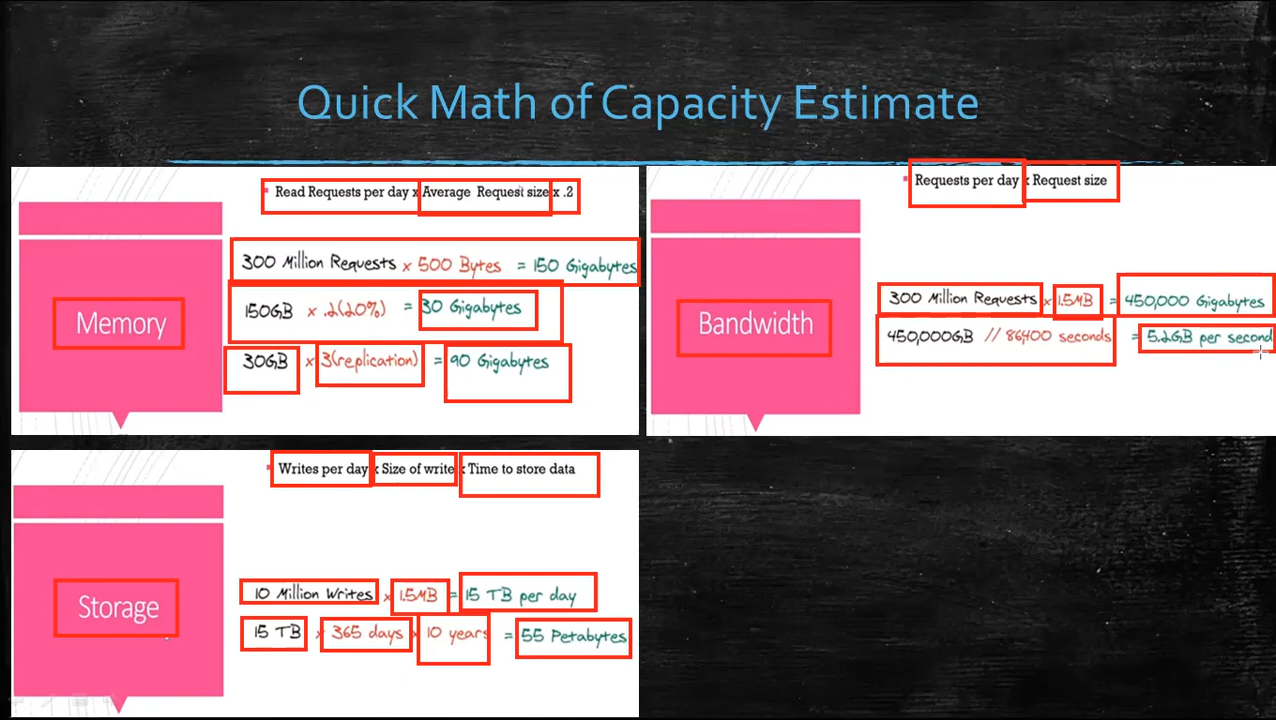 Quick Math of Capacity Estimate
Read Requests per day x Average Request size x .2
Memory
300 Million Requests x 500 Bytes = 150 Gigabytes
150GB x .2(20%) = 30 Gigabytes
30GB x 3(replication) = 90 Gigabytes
Requests per day x Request size
Bandwidth
300 Million Requests x 1.5MB = 450,000 Gigabytes
450,000GB // 86,400 seconds = 5.2GB per second
Writes per day x Size of write x Time to store data
Storage
10 Million Writes x 1.5MB = 15 TB per day
15 TB x 365 days x 10 years = 55 Petabytes